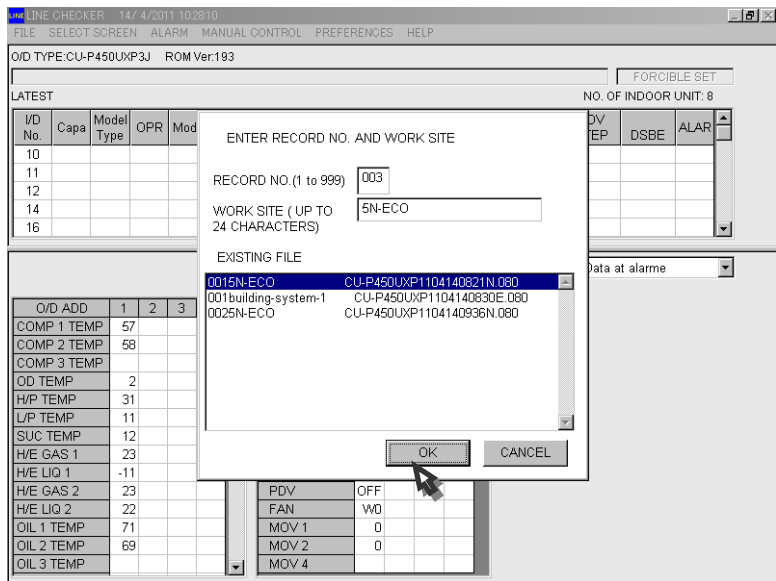 LINE CHECKER 14/ 4/2011 10:28:10
FILE SELECT SCREEN ALARM MANUAL CONTROL PREFERENCES HELP
O/D TYPE:CU-P450UXP3J ROM Ver:193
FORCIBLE SET
LATEST NO. OF INDOOR UNIT: 8
I/D No. Capa Model Type OPR Mod DSBE ALAR
10
11
12
14
16
ENTER RECORD NO. AND WORK SITE
RECORD NO.(1 to 999) 003
WORK SITE ( UP TO 24 CHARACTERS) 5N-ECO
EXISTING FILE
0015N-ECO CU-P450UXP1104140821N.080
001building-system-1 CU-P450UXP1104140830E.080
0025N-ECO CU-P450UXP1104140936N.080
OK CANCEL
Data at alarme
O/D ADD 1 2 3
COMP 1 TEMP 57
COMP 2 TEMP 58
COMP 3 TEMP
OD TEMP 2
H/P TEMP 31
L/P TEMP 11
SUC TEMP 12
H/E GAS 1 23
H/E LIQ 1 -11
H/E GAS 2 23
H/E LIQ 2 22
OIL 1 TEMP 71
OIL 2 TEMP 69
OIL 3 TEMP
PDV OFF
FAN W0
MOV 1 0
MOV 2 0
MOV 4